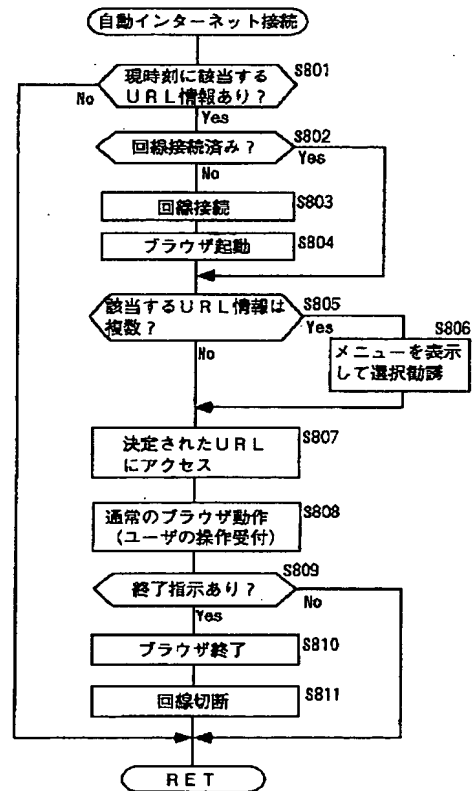 自動インターネット接続
現時刻に該当する
URL情報あり?
S801
No
Yes
回線接続済み?
S802
Yes
No
回線接続
S803
ブラウザ起動
S804
該当するURL情報は
複数?
S805
Yes
No
S806
メニューを表示
して選択勧誘
決定されたURL
にアクセス
S807
通常のブラウザ動作
(ユーザの操作受付)
S808
終了指示あり?
S809
No
Yes
ブラウザ終了
S810
回線切断
S811
RET